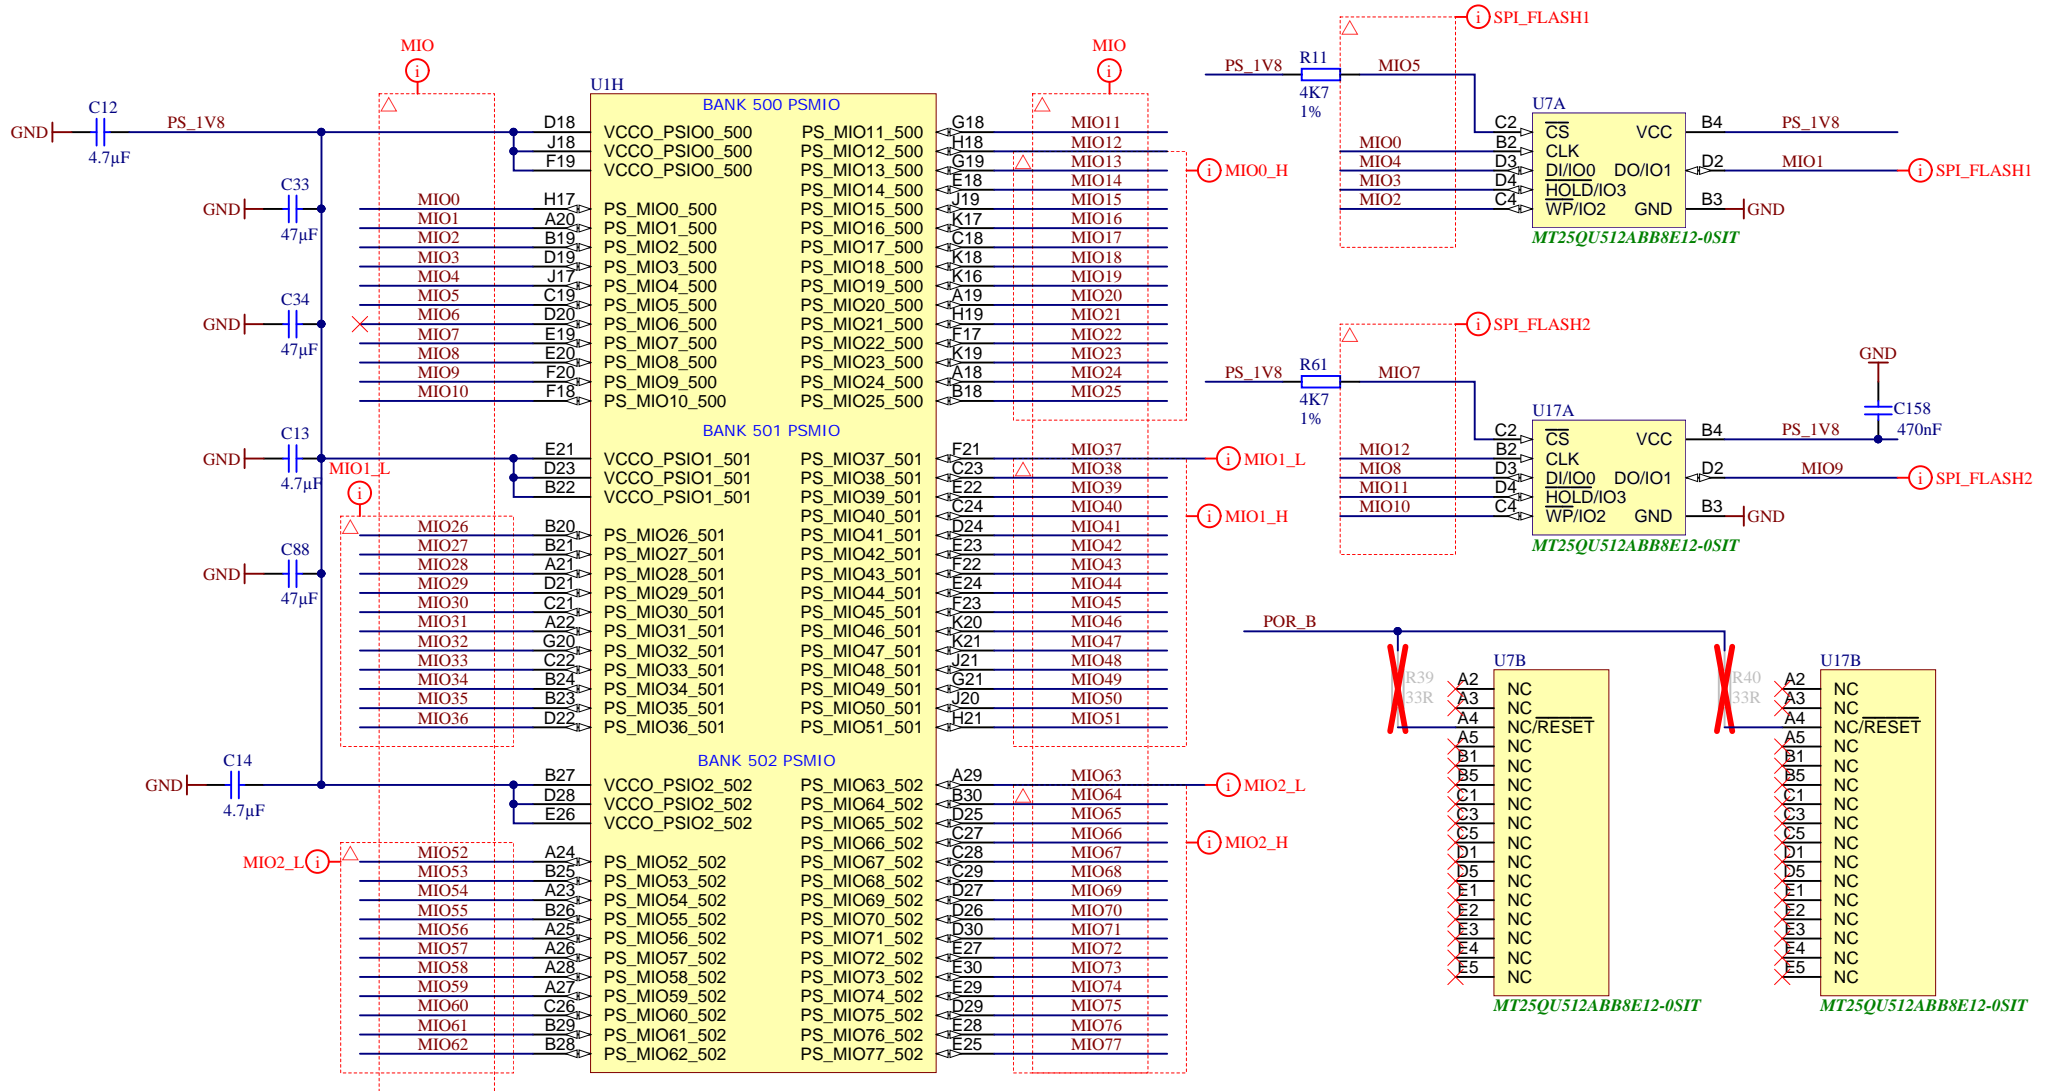 MIO
MIO
SPI_FLASH1
C12
GND
PS_1V8
4.7µF
C33
GND
47µF
C34
GND
47µF
C13
GND
4.7µF
C88
GND
47µF
C14
GND
4.7µF
MIO1_L
MIO2_L
U1H
BANK 500 PSMIO
D18 VCCO_PSIO0_500 PS_MIO11_500 G18 MIO11
J18 VCCO_PSIO0_500 PS_MIO12_500 H18 MIO12
F19 VCCO_PSIO0_500 PS_MIO13_500 G19 MIO13
PS_MIO14_500 E18 MIO14
MIO0 H17 PS_MIO0_500 PS_MIO15_500 J19 MIO15
MIO1 A20 PS_MIO1_500 PS_MIO16_500 K17 MIO16
MIO2 B19 PS_MIO2_500 PS_MIO17_500 C18 MIO17
MIO3 D19 PS_MIO3_500 PS_MIO18_500 K18 MIO18
MIO4 J17 PS_MIO4_500 PS_MIO19_500 K16 MIO19
MIO5 C19 PS_MIO5_500 PS_MIO20_500 A19 MIO20
MIO6 D20 PS_MIO6_500 PS_MIO21_500 H19 MIO21
MIO7 E19 PS_MIO7_500 PS_MIO22_500 F17 MIO22
MIO8 E20 PS_MIO8_500 PS_MIO23_500 K19 MIO23
MIO9 F20 PS_MIO9_500 PS_MIO24_500 A18 MIO24
MIO10 F18 PS_MIO10_500 PS_MIO25_500 B18 MIO25
MIO0_H
BANK 501 PSMIO
E21 VCCO_PSIO1_501 PS_MIO37_501 F21 MIO37
D23 VCCO_PSIO1_501 PS_MIO38_501 C23 MIO38
B22 VCCO_PSIO1_501 PS_MIO39_501 E22 MIO39
PS_MIO40_501 C24 MIO40
MIO26 B20 PS_MIO26_501 PS_MIO41_501 D24 MIO41
MIO27 B21 PS_MIO27_501 PS_MIO42_501 E23 MIO42
MIO28 A21 PS_MIO28_501 PS_MIO43_501 F22 MIO43
MIO29 D21 PS_MIO29_501 PS_MIO44_501 E24 MIO44
MIO30 C21 PS_MIO30_501 PS_MIO45_501 F23 MIO45
MIO31 A22 PS_MIO31_501 PS_MIO46_501 K20 MIO46
MIO32 G20 PS_MIO32_501 PS_MIO47_501 K21 MIO47
MIO33 C22 PS_MIO33_501 PS_MIO48_501 J21 MIO48
MIO34 B24 PS_MIO34_501 PS_MIO49_501 G21 MIO49
MIO35 B23 PS_MIO35_501 PS_MIO50_501 J20 MIO50
MIO36 D22 PS_MIO36_501 PS_MIO51_501 H21 MIO51
MIO1_L
MIO1_H
BANK 502 PSMIO
B27 VCCO_PSIO2_502 PS_MIO63_502 A29 MIO63
D28 VCCO_PSIO2_502 PS_MIO64_502 B30 MIO64
E26 VCCO_PSIO2_502 PS_MIO65_502 D25 MIO65
PS_MIO66_502 C27 MIO66
MIO52 A24 PS_MIO52_502 PS_MIO67_502 C28 MIO67
MIO53 B25 PS_MIO53_502 PS_MIO68_502 C29 MIO68
MIO54 A23 PS_MIO54_502 PS_MIO69_502 D27 MIO69
MIO55 B26 PS_MIO55_502 PS_MIO70_502 D26 MIO70
MIO56 A25 PS_MIO56_502 PS_MIO71_502 D30 MIO71
MIO57 A26 PS_MIO57_502 PS_MIO72_502 E27 MIO72
MIO58 A28 PS_MIO58_502 PS_MIO73_502 E30 MIO73
MIO59 A27 PS_MIO59_502 PS_MIO74_502 E29 MIO74
MIO60 C26 PS_MIO60_502 PS_MIO75_502 D29 MIO75
MIO61 B29 PS_MIO61_502 PS_MIO76_502 E28 MIO76
MIO62 B28 PS_MIO62_502 PS_MIO77_502 E25 MIO77
MIO2_L
MIO2_H
PS_1V8 R11 MIO5
4K7
1%
U7A
C2 CS VCC B4 PS_1V8
MIO0 B2 CLK
MIO4 D3 DI/IO0 DO/IO1 D2 MIO1 SPI_FLASH1
MIO3 D4 HOLD/IO3
MIO2 C4 WP/IO2 GND B3 GND
MT25QU512ABB8E12-0SIT
SPI_FLASH2
PS_1V8 R61 MIO7
4K7
1%
GND
C158
470nF
U17A
C2 CS VCC B4 PS_1V8
MIO12 B2 CLK
MIO8 D3 DI/IO0 DO/IO1 D2 MIO9 SPI_FLASH2
MIO11 D4 HOLD/IO3
MIO10 C4 WP/IO2 GND B3 GND
MT25QU512ABB8E12-0SIT
POR_B
R39
33R
U7B
A2 NC
A3 NC
A4 NC/RESET
A5 NC
B1 NC
B5 NC
C1 NC
C3 NC
C5 NC
D1 NC
D5 NC
E1 NC
E2 NC
E3 NC
E4 NC
E5 NC
MT25QU512ABB8E12-0SIT
R40
33R
U17B
A2 NC
A3 NC
A4 NC/RESET
A5 NC
B1 NC
B5 NC
C1 NC
C3 NC
C5 NC
D1 NC
D5 NC
E1 NC
E2 NC
E3 NC
E4 NC
E5 NC
MT25QU512ABB8E12-0SIT